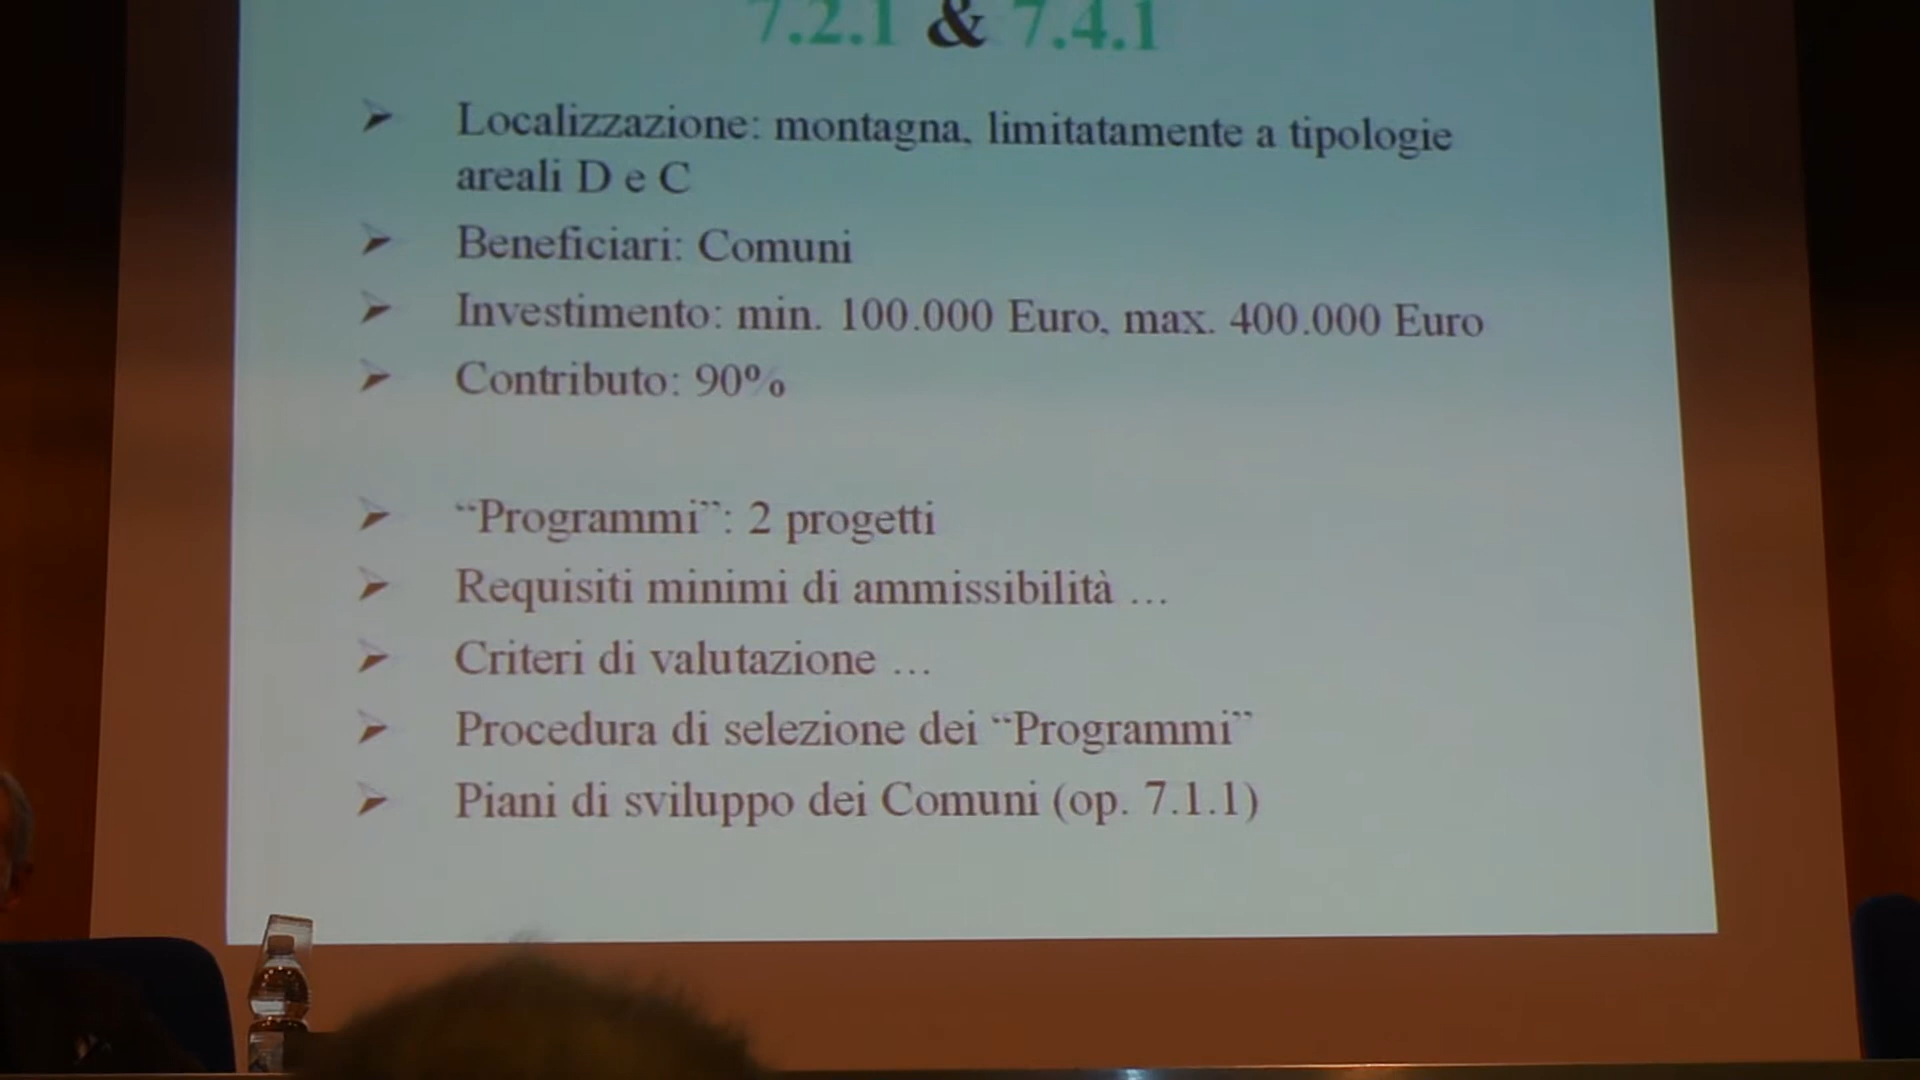 7.2.1 & 7.4.1
➢ Localizzazione: montagna, limitatamente a tipologie
areali D e C
➢ Beneficiari: Comuni
➢ Investimento: min. 100.000 Euro, max. 400.000 Euro
➢ Contributo: 90%
➢ “Programmi”: 2 progetti
➢ Requisiti minimi di ammissibilità …
➢ Criteri di valutazione …
➢ Procedura di selezione dei “Programmi”
➢ Piani di sviluppo dei Comuni (op. 7.1.1)